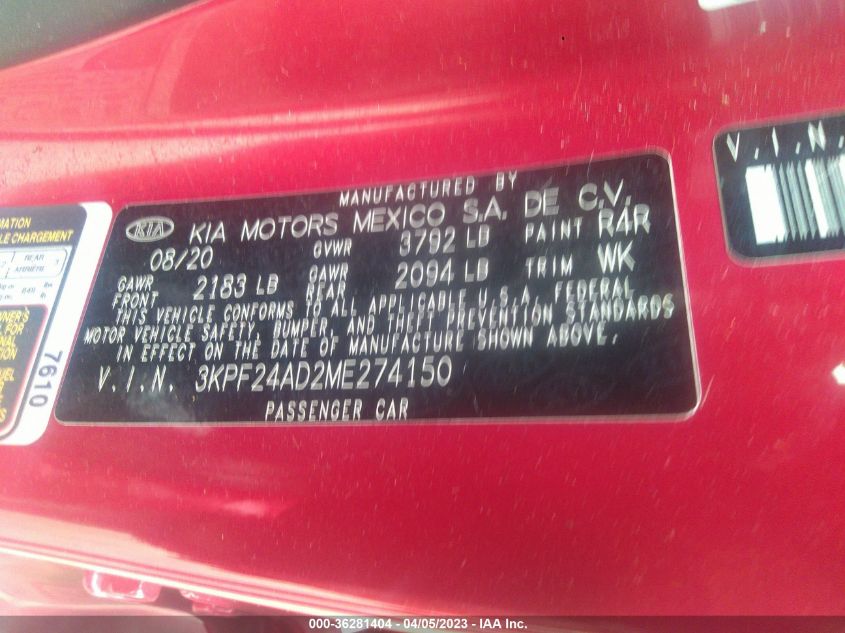 MANUFACTURED BY
KIA KIA MOTORS MEXICO S.A. DE C.V.
08/20 GVWR 3792 LB PAINT R4R
GAWR FRONT 2183 LB GAWR REAR 2094 LB TRIM WK
THIS VEHICLE CONFORMS TO ALL APPLICABLE U.S.A. FEDERAL
MOTOR VEHICLE SAFETY, BUMPER, AND THEFT PREVENTION STANDARDS
IN EFFECT ON THE DATE OF MANUFACTURE SHOWN ABOVE.
V.I.N. 3KPF24AD2ME274150
PASSENGER CAR
V.I.N.
CHARGEMENT
7610
000-36281404 - 04/05/2023 - IAA Inc.